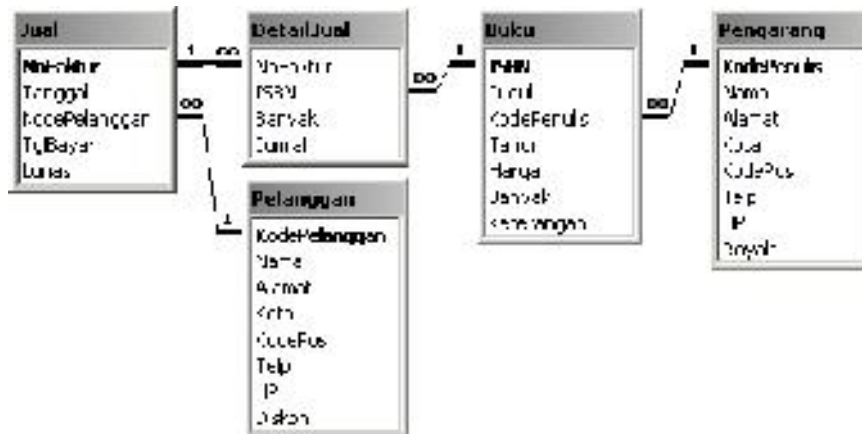 Jual
NoFaktur
Tanggal
KodePelanggan
TglBayar
Lunas
1
∞
∞
DetailJual
NoFaktur
ISBN
Banyak
Jumlah
∞
1
Buku
ISBN
Judul
KodePenulis
Tahun
Harga
Banyak
Keterangan
∞
1
Pengarang
KodePenulis
Nama
Alamat
Kota
KodePos
Telp
HP
Royalti
1
Pelanggan
KodePelanggan
Nama
Alamat
Kota
KodePos
Telp
HP
Diskon